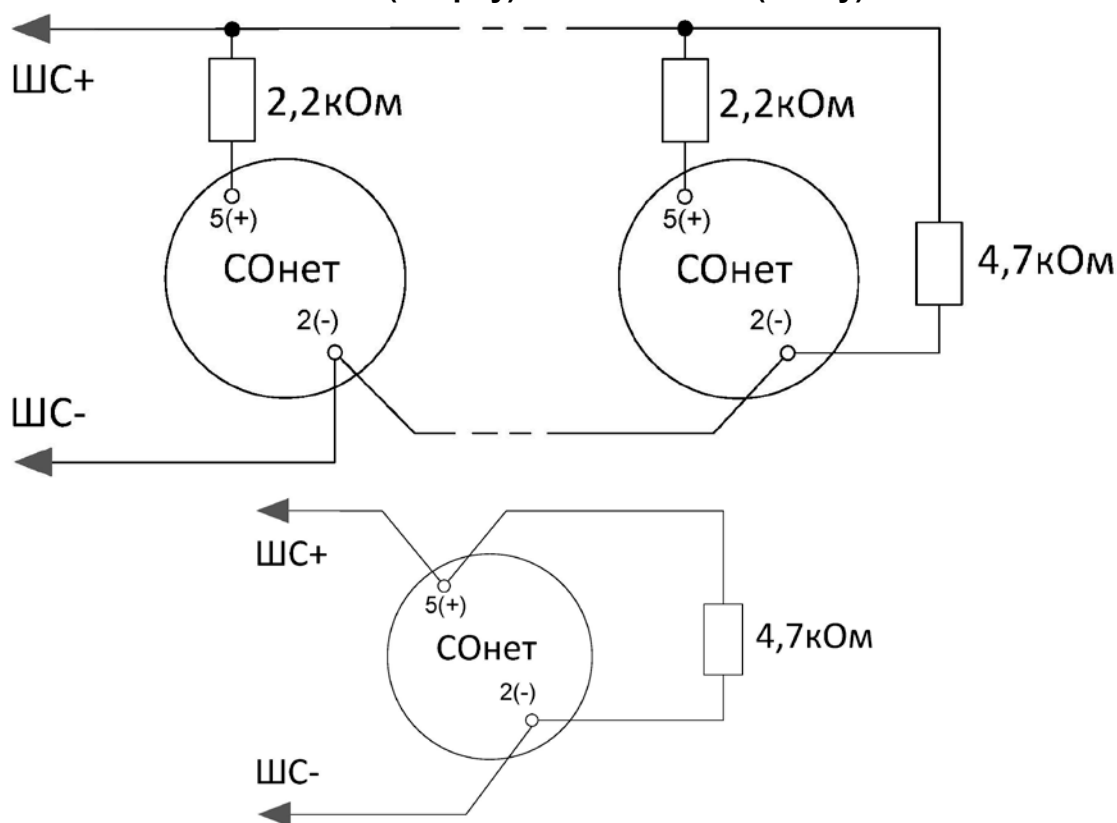 ШС+
2,2кОм
2,2кОм
5(+)
5(+)
СОнет
СОнет
4,7кОм
2(-)
2(-)
ШС-
ШС+
5(+)
СОнет
4,7кОм
2(-)
ШС-